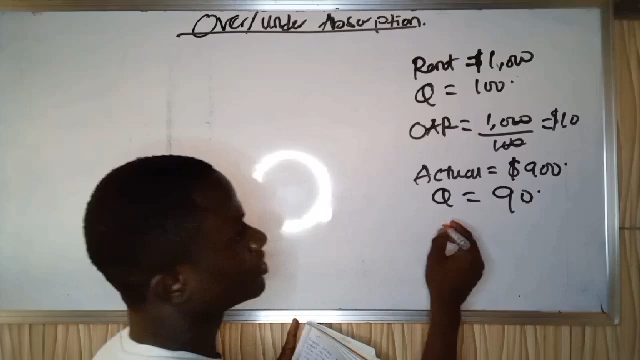 Over/under Absorption.
Rent = $1,000
Q = 100.
OAR = 1,000 = $10
100
Actual = $900.
Q = 90.